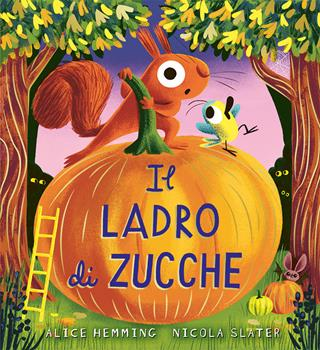 Il
LADRO
di ZUCCHE
ALICE HEMMING NICOLA SLATER